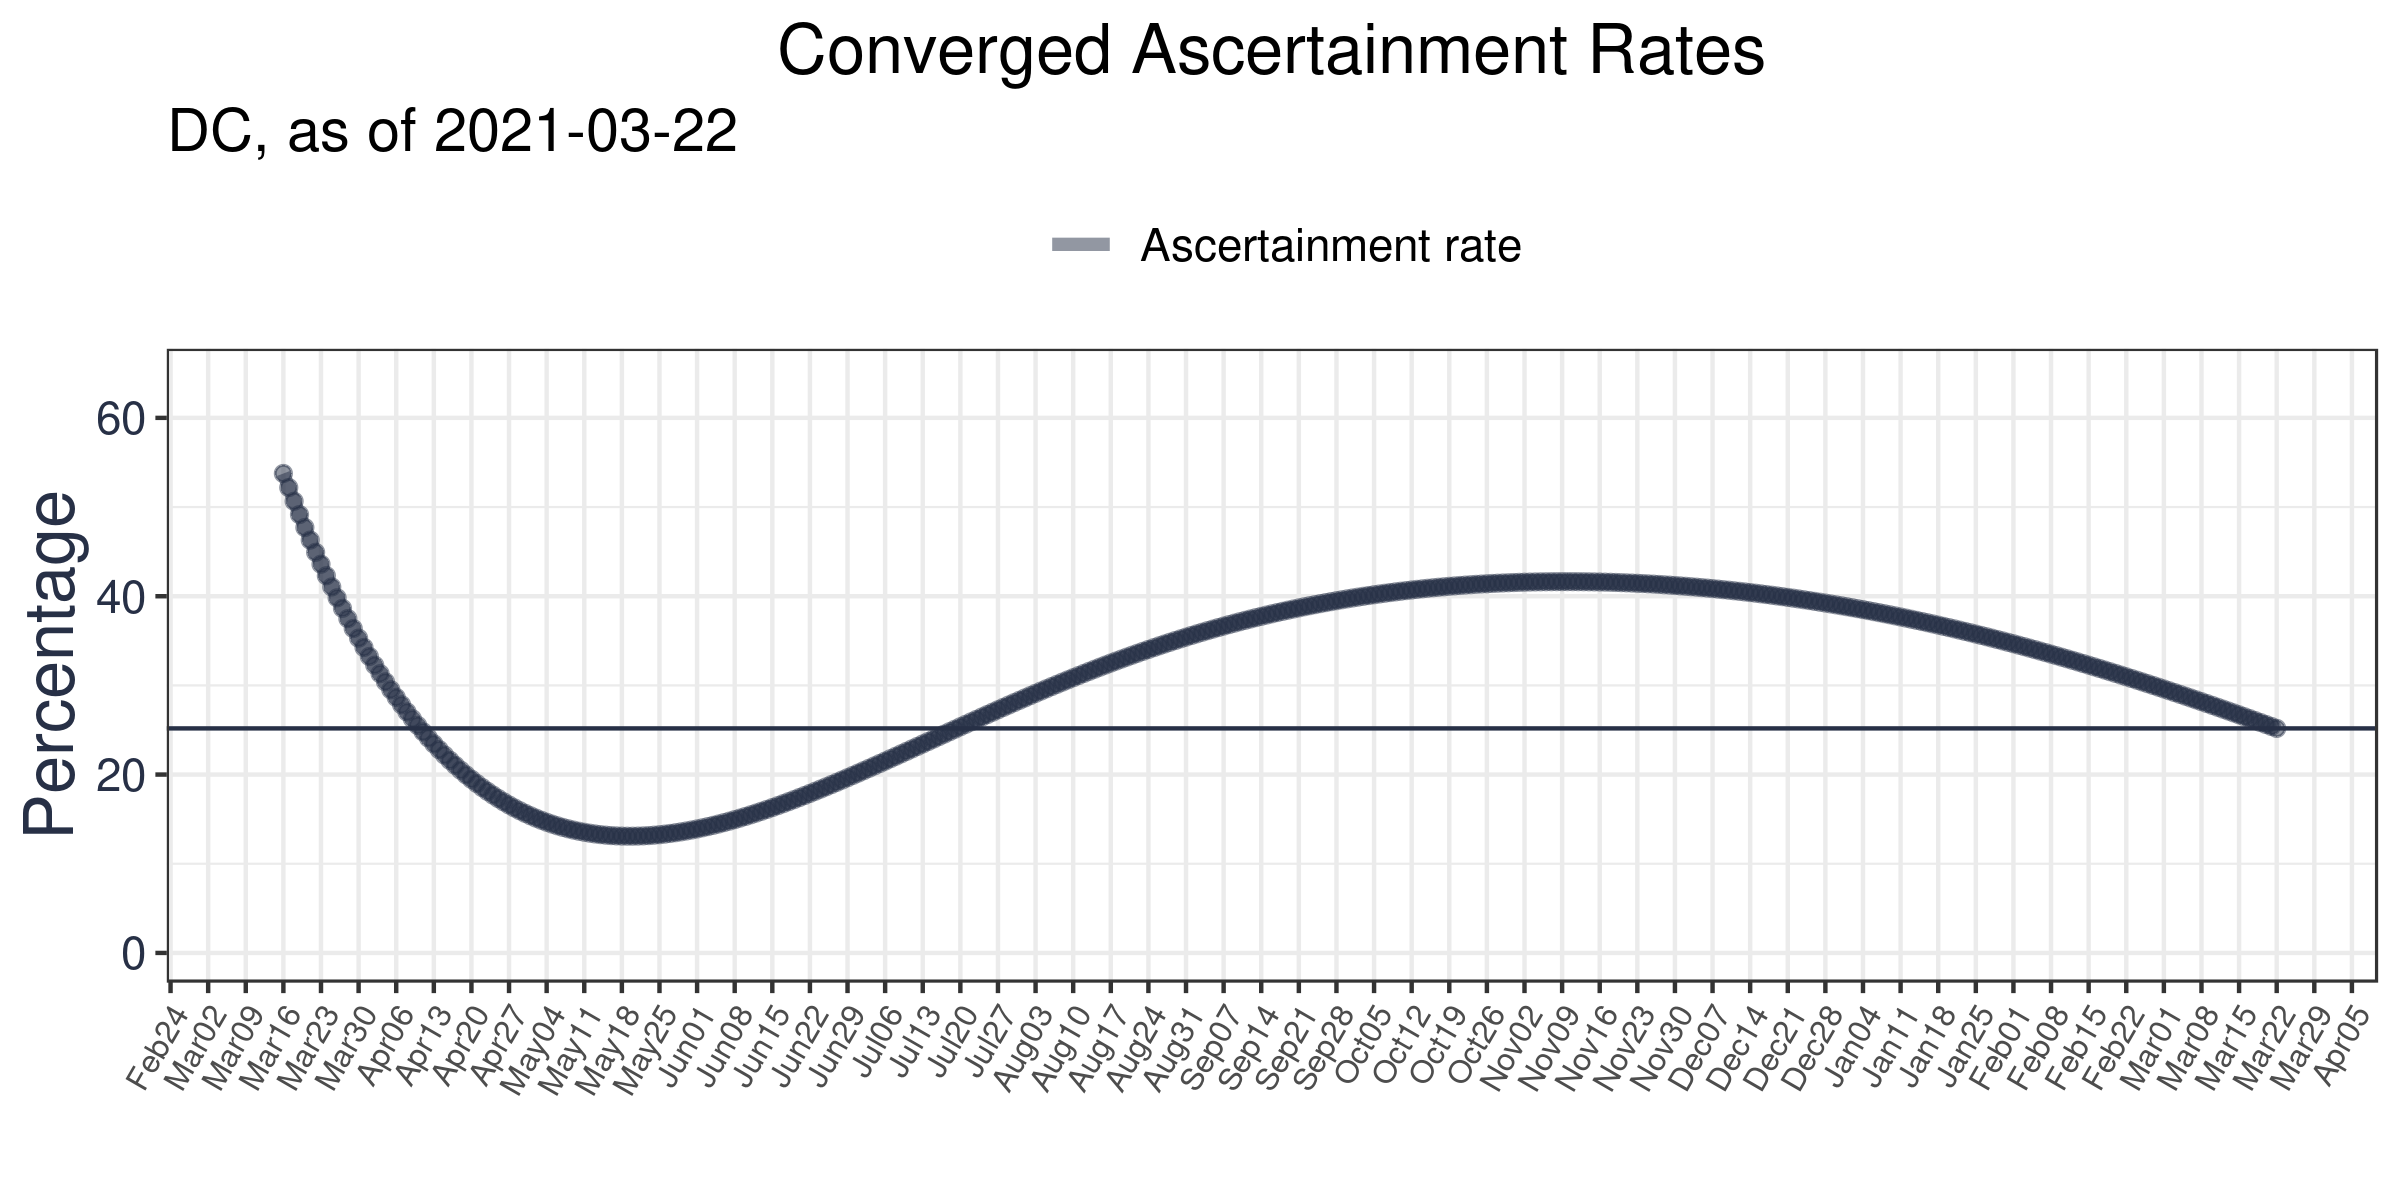 Converged Ascertainment Rates
DC, as of 2021-03-22
Ascertainment rate
Percentage
60
40
20
0
Feb24 Mar02 Mar09 Mar16 Mar23 Mar30 Apr06 Apr13 Apr20 Apr27 May04 May11 May18 May25 Jun01 Jun08 Jun15 Jun22 Jun29 Jul06 Jul13 Jul20 Jul27 Aug03 Aug10 Aug17 Aug24 Aug31 Sep07 Sep14 Sep21 Sep28 Oct05 Oct12 Oct19 Oct26 Nov02 Nov09 Nov16 Nov23 Nov30 Dec07 Dec14 Dec21 Dec28 Jan04 Jan11 Jan18 Jan25 Feb01 Feb08 Feb15 Feb22 Mar01 Mar08 Mar15 Mar22 Mar29 Apr05